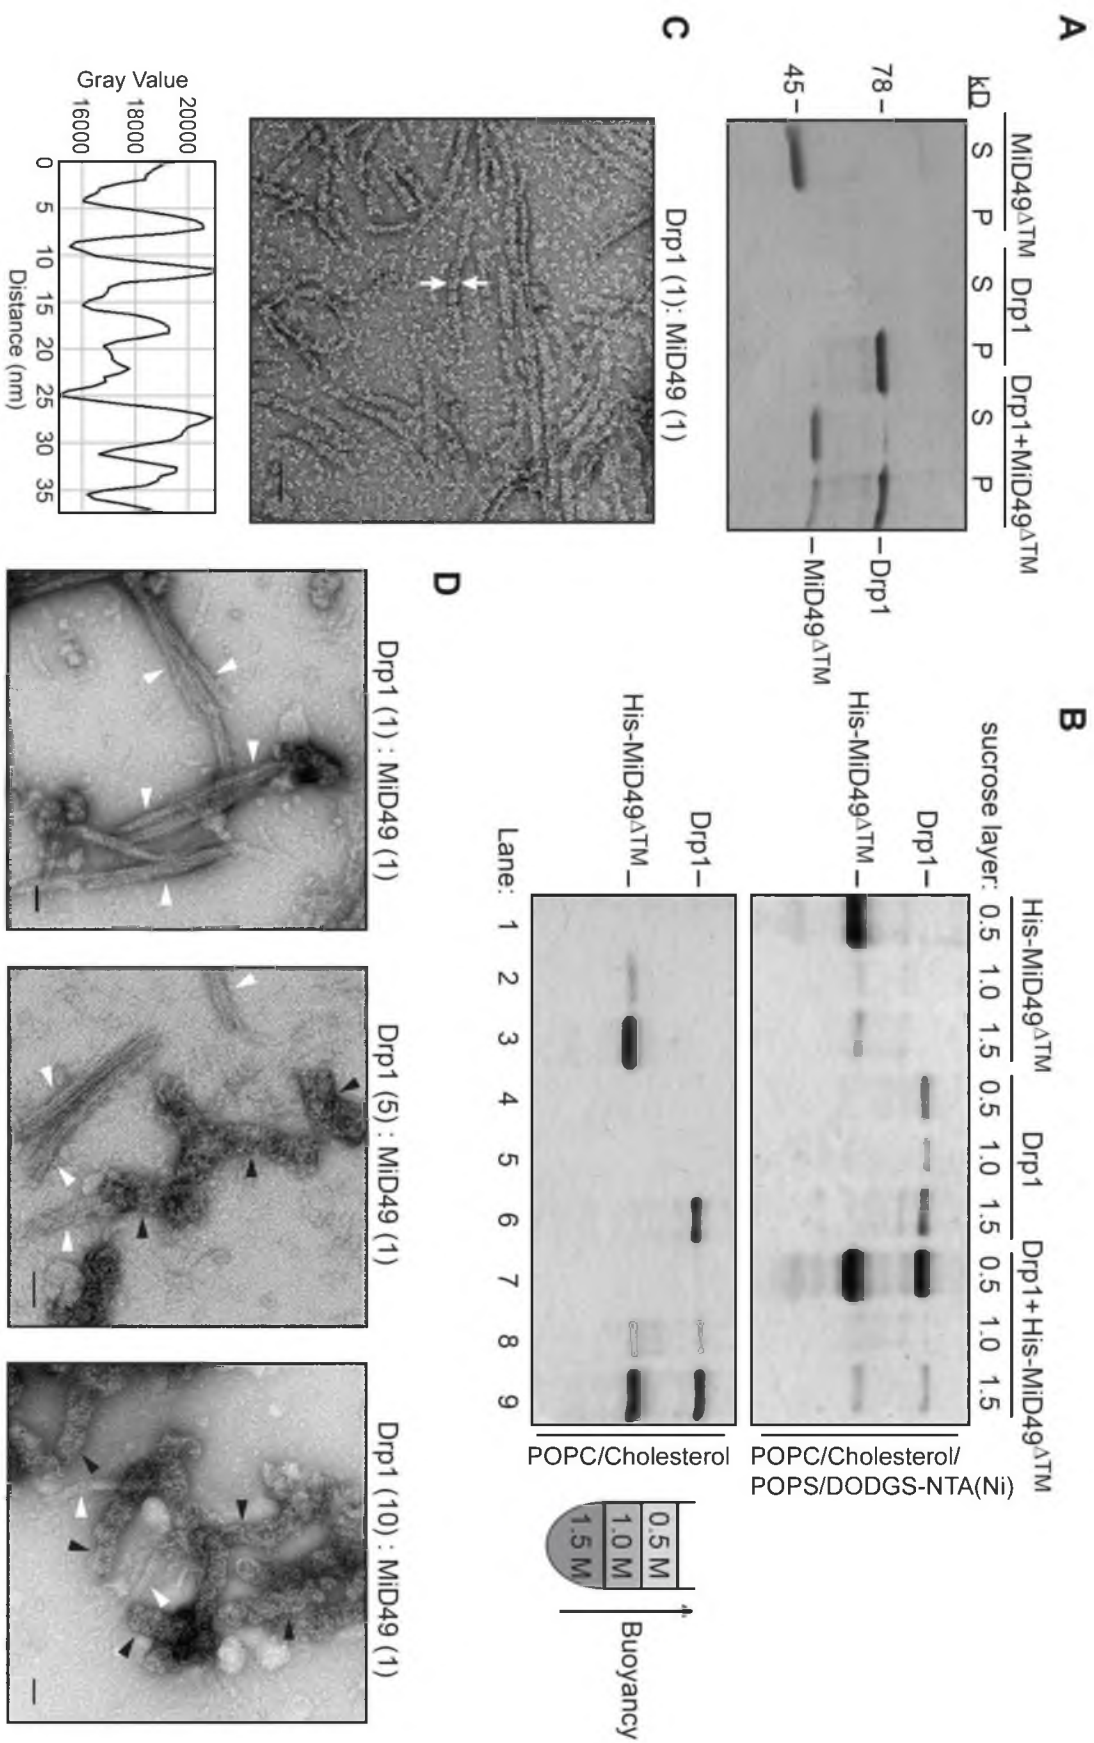 A
kD
MiD49ΔTM
Drp1
Drp1+MiD49ΔTM
S P S P S P
78-
45-
-Drp1
-MiD49ΔTM
B
His-MiD49ΔTM
Drp1
Drp1+His-MiD49ΔTM
sucrose layer: 0.5 1.0 1.5 0.5 1.0 1.5 0.5 1.0 1.5
Drp1-
His-MiD49ΔTM-
POPC/Cholesterol/
POPS/DODGS-NTA(Ni)
Drp1-
His-MiD49ΔTM-
POPC/Cholesterol
Lane: 1 2 3 4 5 6 7 8 9
0.5 M
1.0 M
1.5 M
Buoyancy
C
Drp1 (1): MiD49 (1)
Gray Value
20000
18000
16000
0 5 10 15 20 25 30 35
Distance (nm)
D
Drp1 (1) : MiD49 (1)
Drp1 (5) : MiD49 (1)
Drp1 (10) : MiD49 (1)